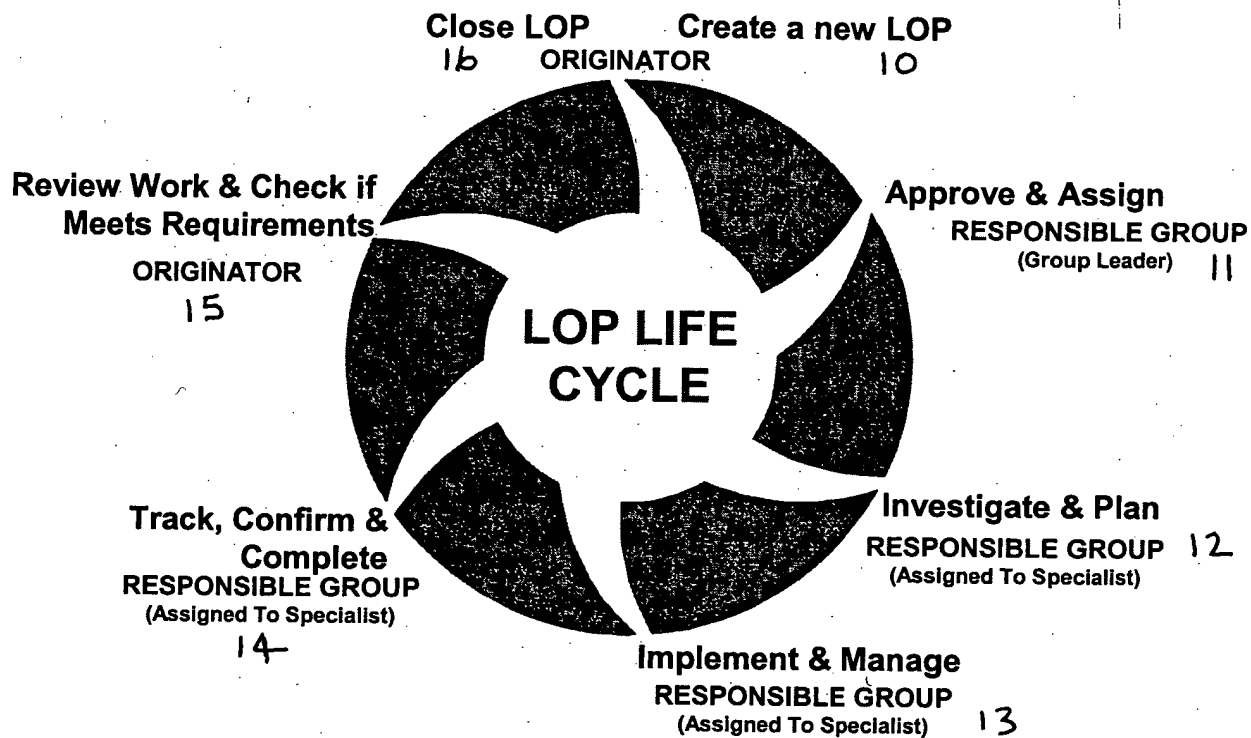 Close LOP
16
Create a new LOP
10
ORIGINATOR
Approve & Assign
RESPONSIBLE GROUP
(Group Leader) 11
Investigate & Plan
RESPONSIBLE GROUP 12
(Assigned To Specialist)
Implement & Manage
RESPONSIBLE GROUP
(Assigned To Specialist) 13
Track, Confirm &
Complete
RESPONSIBLE GROUP
(Assigned To Specialist)
14
Review Work & Check if
Meets Requirements
ORIGINATOR
15
LOP LIFE
CYCLE